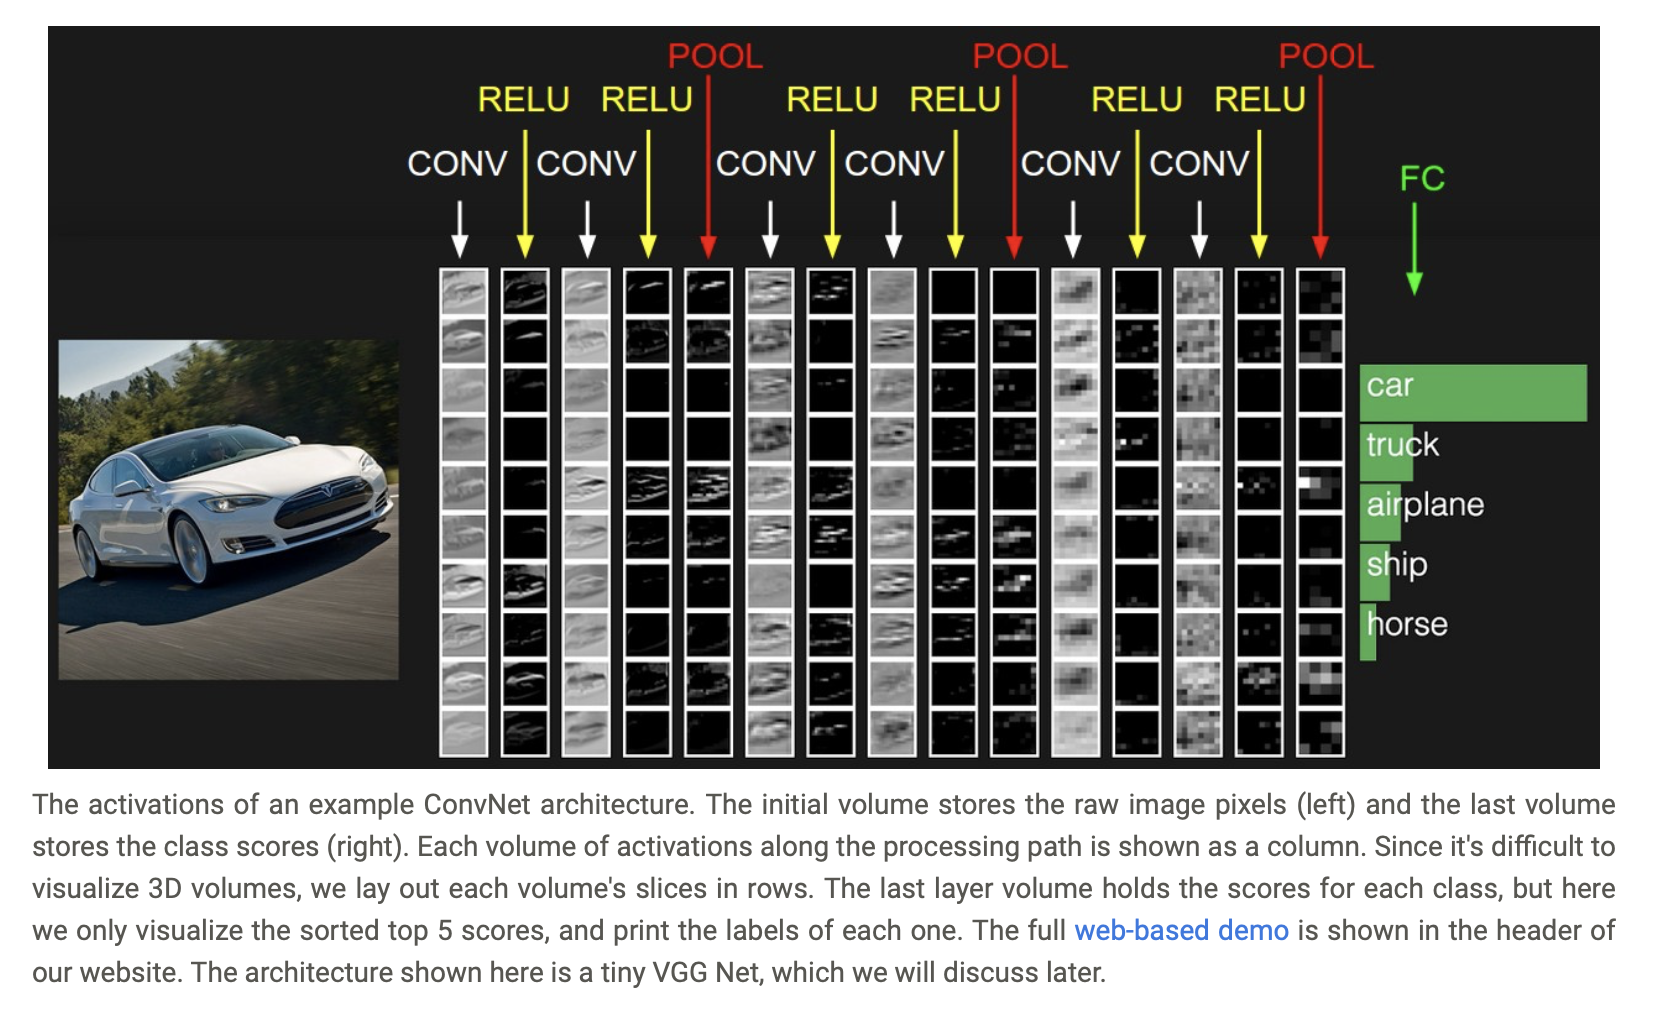 POOL POOL POOL
RELU RELU RELU RELU RELU RELU
CONV CONV CONV CONV CONV CONV
FC
car
truck
airplane
ship
horse
The activations of an example ConvNet architecture. The initial volume stores the raw image pixels (left) and the last volume
stores the class scores (right). Each volume of activations along the processing path is shown as a column. Since it's difficult to
visualize 3D volumes, we lay out each volume's slices in rows. The last layer volume holds the scores for each class, but here
we only visualize the sorted top 5 scores, and print the labels of each one. The full web-based demo is shown in the header of
our website. The architecture shown here is a tiny VGG Net, which we will discuss later.